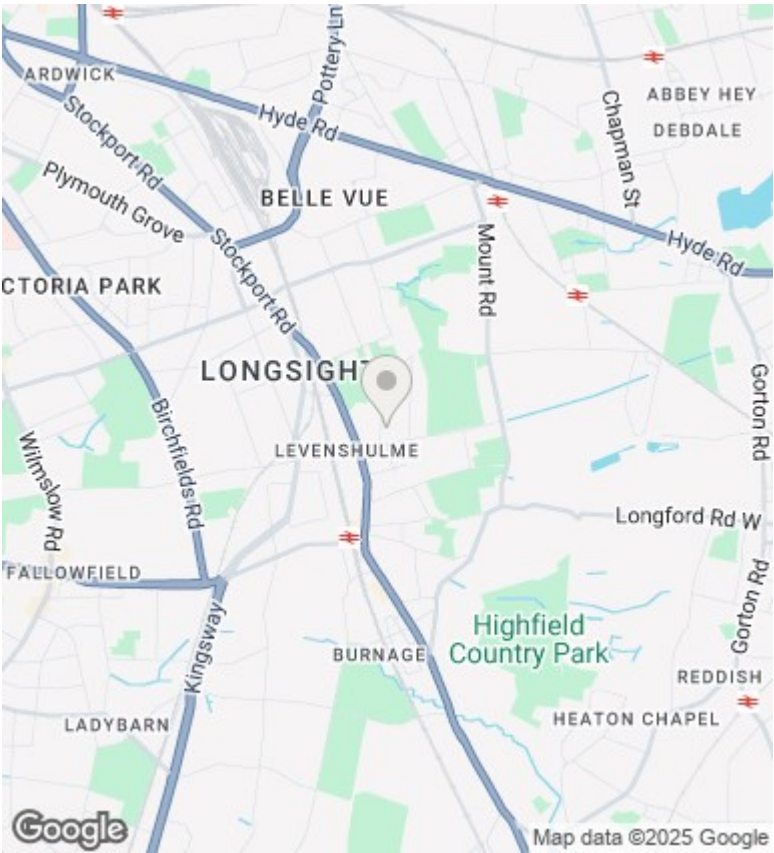 ARDWICK
Pottery Ln
ABBEY HEY
Stockport Rd
Hyde Rd
Chapman St
DEBDALE
Plymouth Grove
BELLE VUE
Stockport Rd
Mount Rd
Hyde Rd
CTORIA PARK
LONGSIGHT
Gorton Rd
Birchfields Rd
LEVENSHULME
Wilmslow Rd
Longford Rd W
FALLOWFIELD
Gorton Rd
Kingsway
Highfield
Country Park
BURNAGE
REDDISH
LADYBARN
HEATON CHAPEL
Google
Map data ©2025 Google